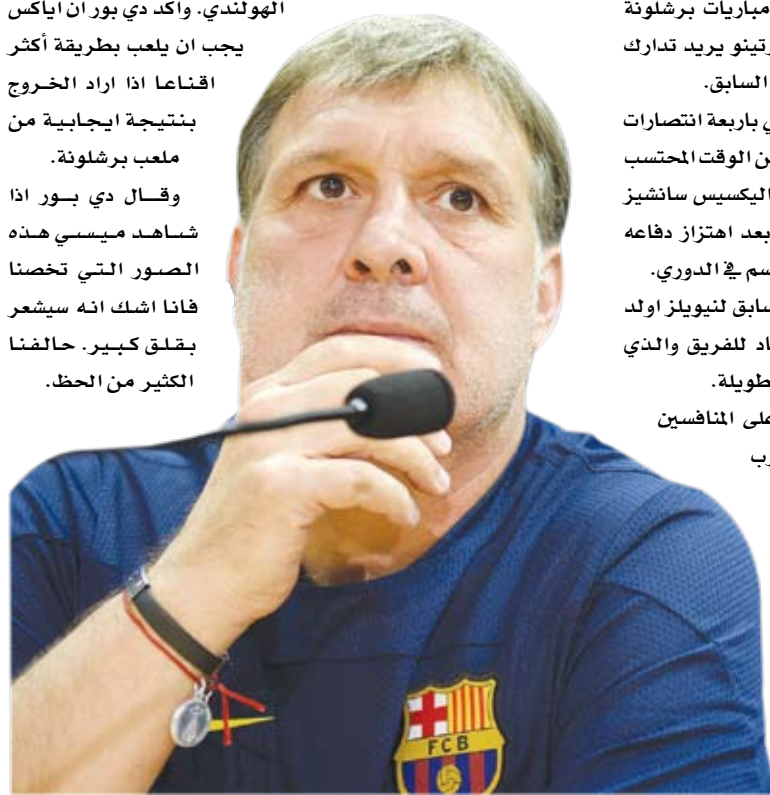 مباريات برشلونة
رتينو يريد تدارك
السابق.
ي باربعة انتصارات
ن الوقت المحتسب
اليكسيس سانشيز
بعد اهتزاز دفاعه
سم في الدوري.
سابق لنيويلز اولد
اد للفريق والذي
طويلة.
على المنافسين
رب
الهولندي. واكد دي بور ان اياكس
يجب ان يلعب بطريقة أكثر
اقناعا اذا اراد الخروج
بنتيجة ايجابية من
ملعب برشلونة.
وقال دي بور اذا
شاهد ميسي هذه
الصور التي تخصنا
فانا اشك انه سيشعر
بقلق كبير. حالفنا
الكثير من الحظ.
FCB